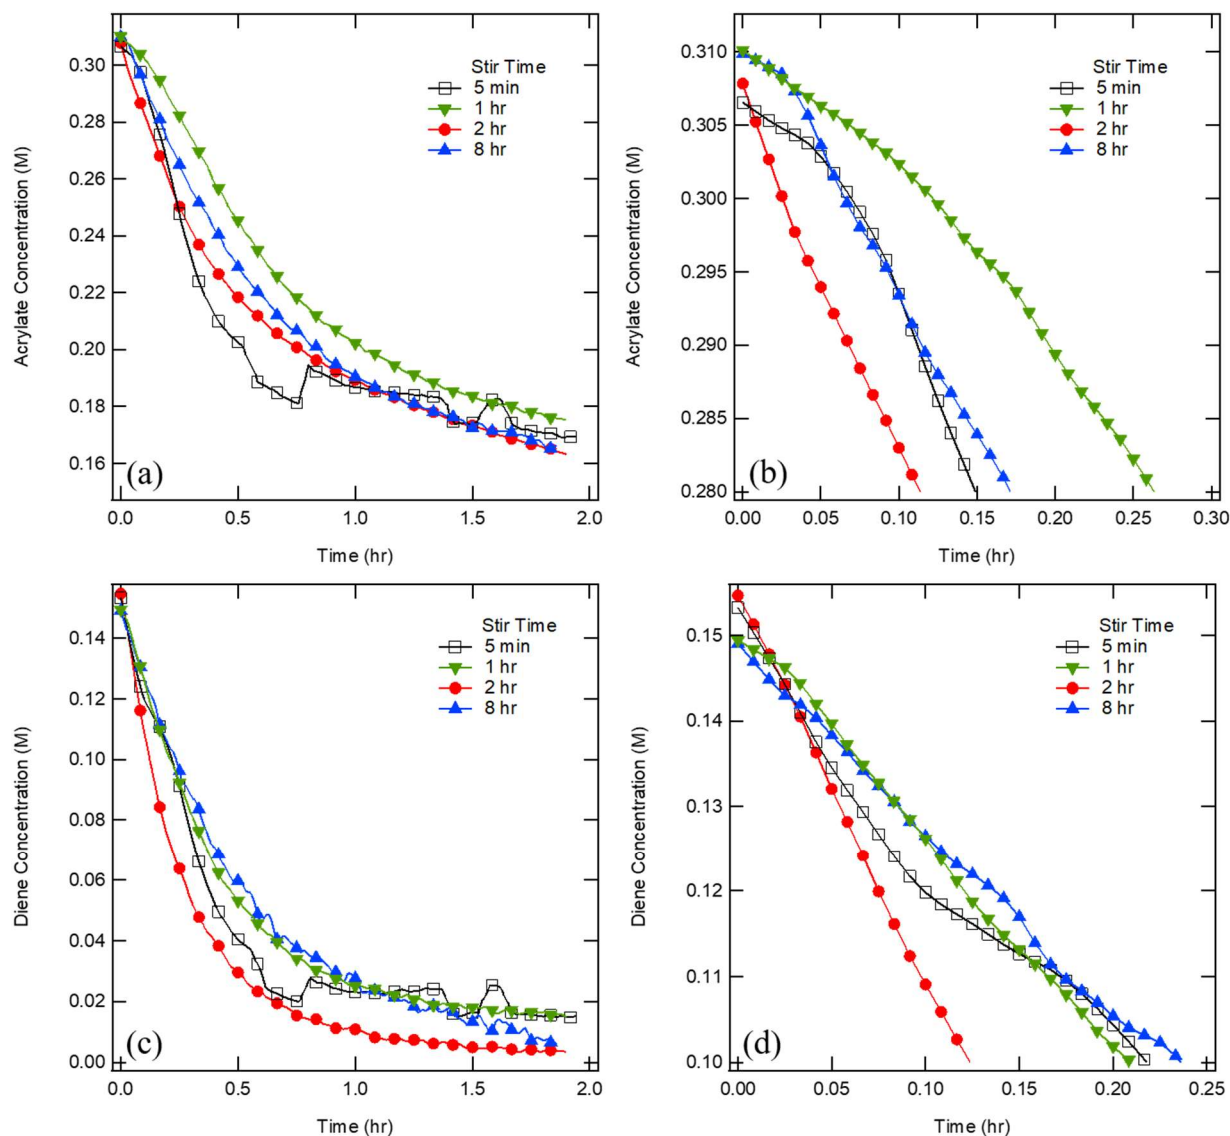 0.30
0.28
0.26
0.24
0.22
0.20
0.18
0.16
Acrylate Concentration (M)
Stir Time
5 min
1 hr
2 hr
8 hr
(a)
0.0 0.5 1.0 1.5 2.0
Time (hr)
0.310
0.305
0.300
0.295
0.290
0.285
0.280
Acrylate Concentration (M)
Stir Time
5 min
1 hr
2 hr
8 hr
(b)
0.00 0.05 0.10 0.15 0.20 0.25 0.30
Time (hr)
0.14
0.12
0.10
0.08
0.06
0.04
0.02
0.00
Diene Concentration (M)
Stir Time
5 min
1 hr
2 hr
8 hr
(c)
0.0 0.5 1.0 1.5 2.0
Time (hr)
0.15
0.14
0.13
0.12
0.11
0.10
Diene Concentration (M)
Stir Time
5 min
1 hr
2 hr
8 hr
(d)
0.00 0.05 0.10 0.15 0.20 0.25
Time (hr)